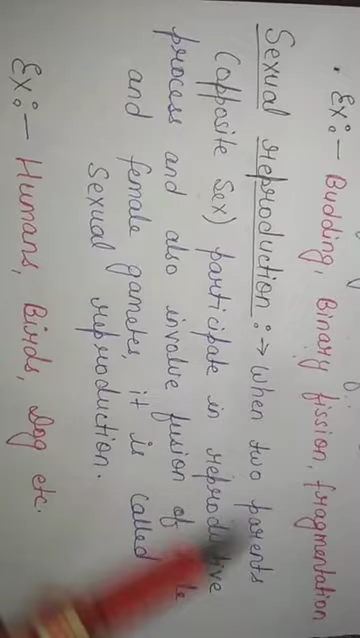 Ex:- Budding, Binary fission, fragmentation
Sexual reproduction:→ When two parents
(opposite sex) participate in reproductive
process and also involve fusion of
and female gametes, it is called
Sexual reproduction.
Ex:- Humans, Birds, Dog etc.